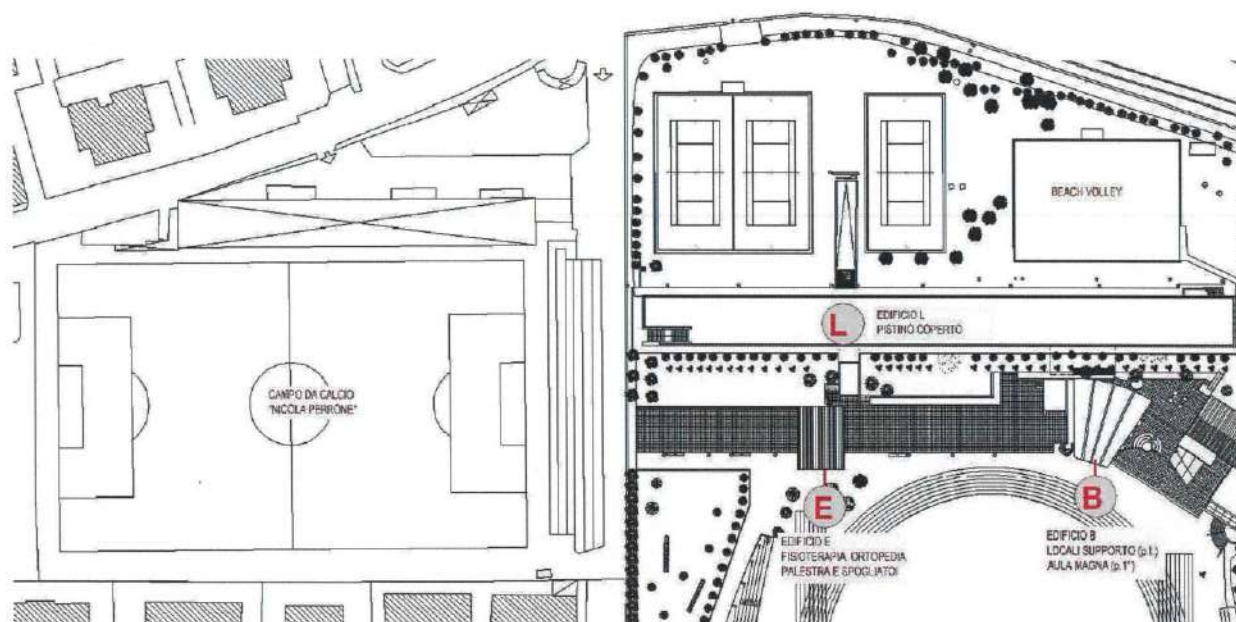 BEACH VOLLEY
L
EDIFICIO L
PISTINO COPERTO
CAMPO DA CALCIO
"NICOLA PERRONE"
E
EDIFICIO E
FISIOTERAPIA, ORTOPEDIA
PALESTRA E SPOGLIATOI
B
EDIFICIO B
LOCALI SUPPORTO (p.t.)
AULA MAGNA (p.1°)